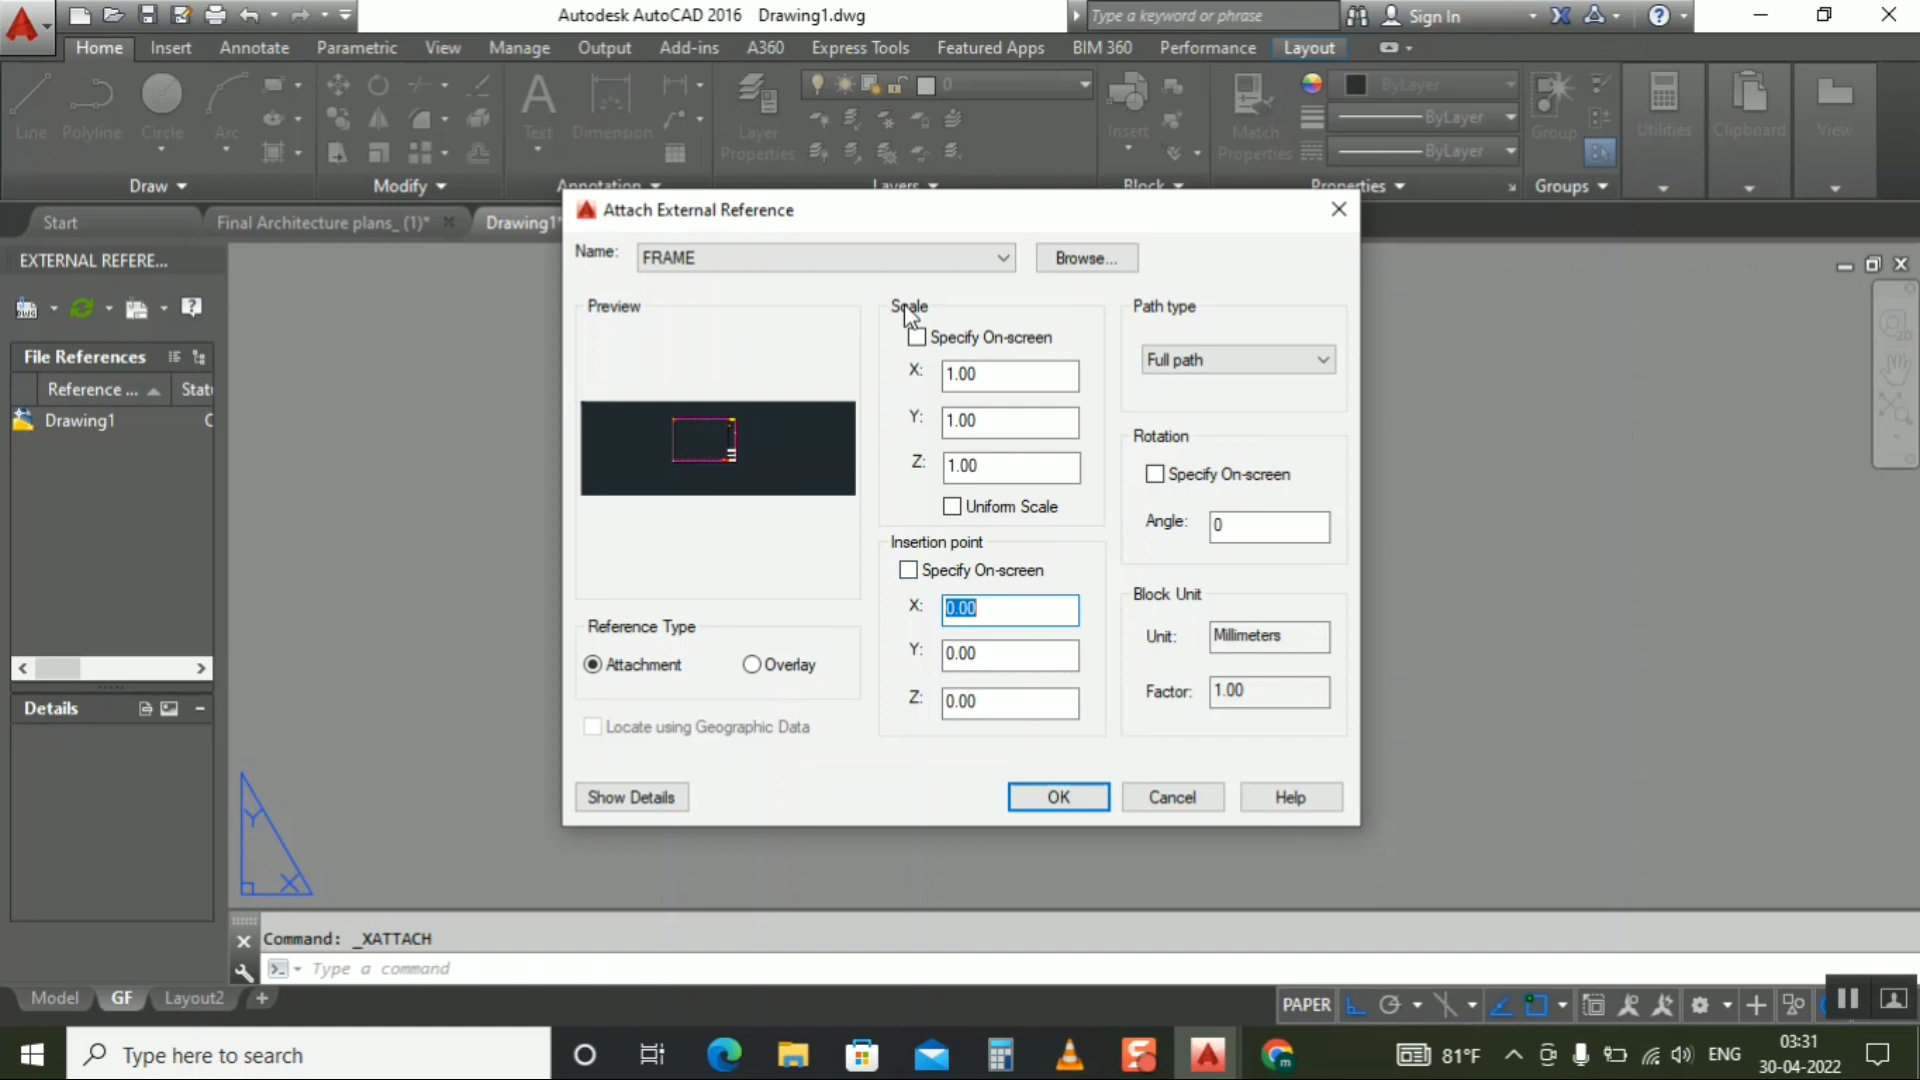 Autodesk AutoCAD 2016 Drawing1.dwg
Type a keyword or phrase
Sign In
Home Insert Annotate Parametric View Manage Output Add-ins A360 Express Tools Featured Apps BIM 360 Performance Layout
0
ByLayer
ByLayer
ByLayer
Line Polyline Circle Arc Text Dimension Layer Properties Insert Match Properties Group Utilities Clipboard View
Draw Modify Annotation Layers Block Properties Groups
Start Final Architecture plans_ (1)* Drawing1*
Attach External Reference
Name: FRAME Browse...
EXTERNAL REFERE...
DWG
File References
Reference ... Statu
Drawing1 C
Details
Preview
Reference Type
Attachment Overlay
Locate using Geographic Data
Show Details
Scale
Specify On-screen
X: 1.00
Y: 1.00
Z: 1.00
Uniform Scale
Insertion point
Specify On-screen
X: 0.00
Y: 0.00
Z: 0.00
Path type
Full path
Rotation
Specify On-screen
Angle: 0
Block Unit
Unit: Millimeters
Factor: 1.00
OK Cancel Help
Y
X
Command: _XATTACH
Type a command
Model GF Layout2 +
PAPER
Type here to search
81°F ENG
03:31
30-04-2022